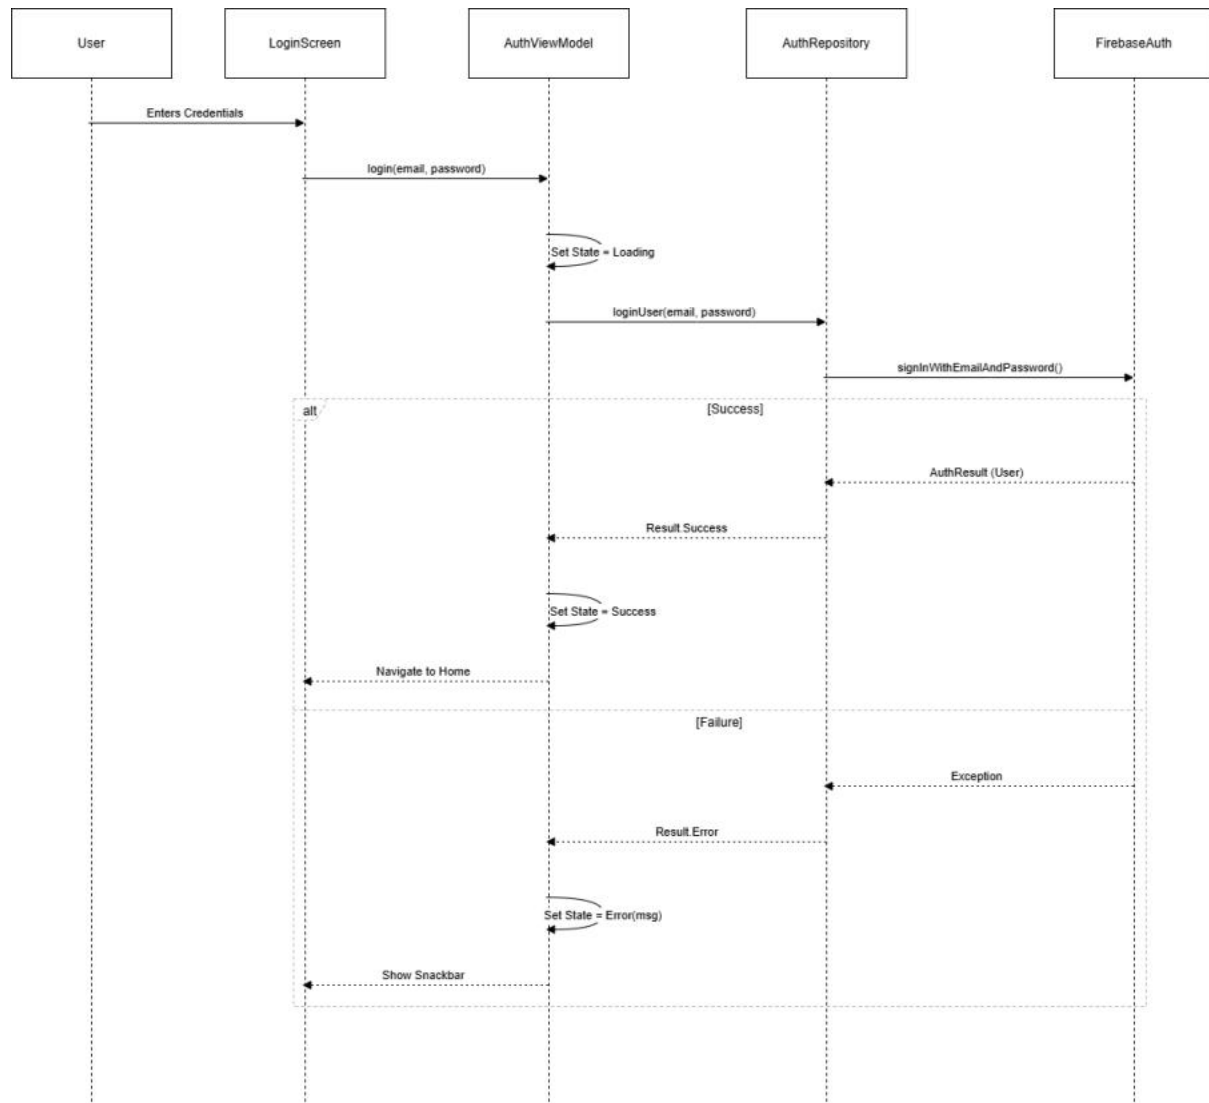 User
LoginScreen
AuthViewModel
AuthRepository
FirebaseAuth
Enters Credentials
login(email, password)
Set State = Loading
loginUser(email, password)
signInWithEmailAndPassword()
alt
[Success]
AuthResult (User)
Result.Success
Set State = Success
Navigate to Home
[Failure]
Exception
Result.Error
Set State = Error(msg)
Show Snackbar